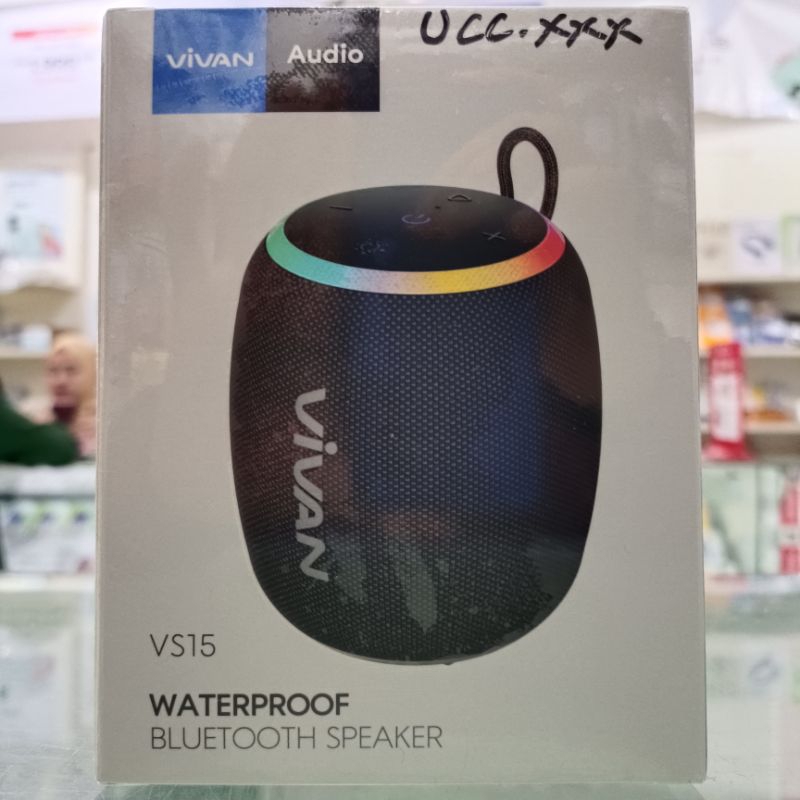 UCC.XXX
ViVAN Audio
ViVAN
VS15
WATERPROOF
BLUETOOTH SPEAKER